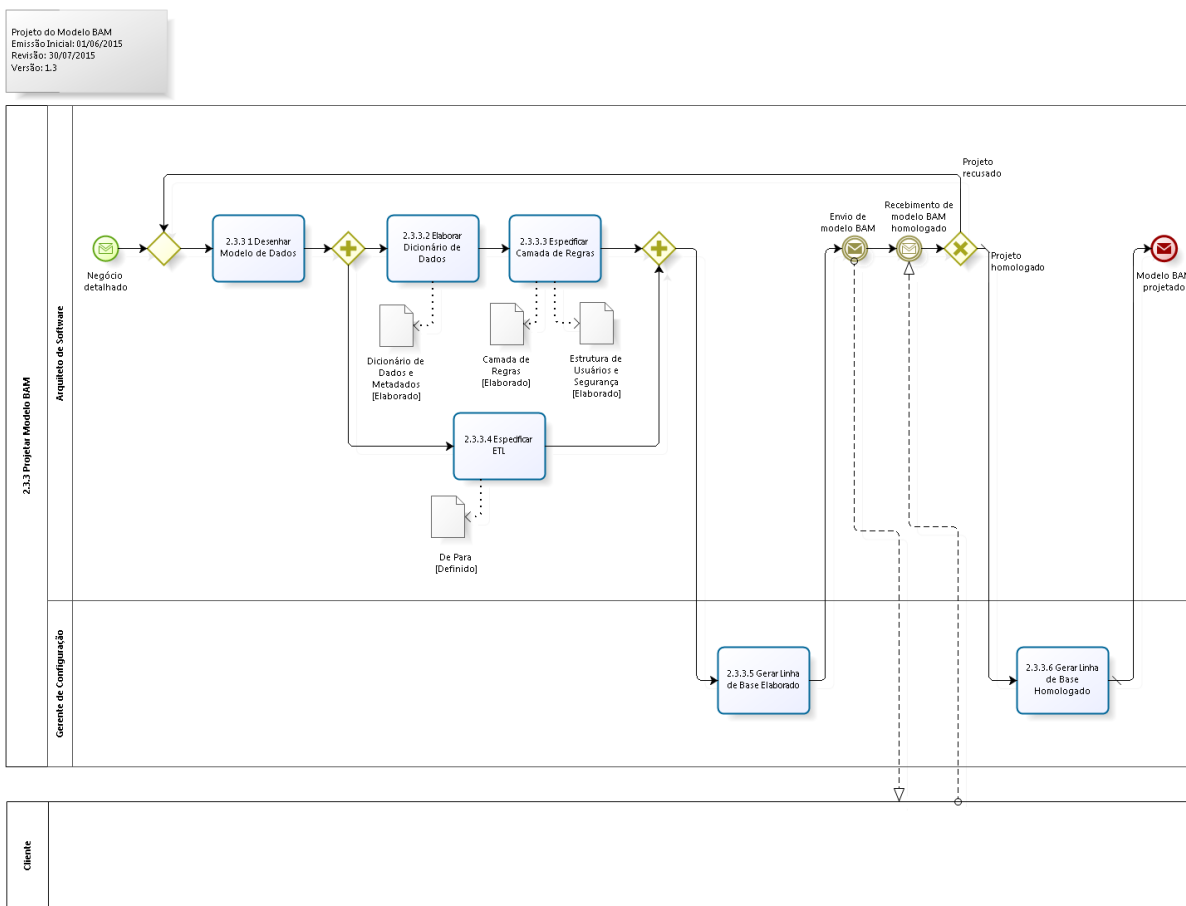 Projeto do Modelo BAM
Emissão Inicial: 01/06/2015
Revisão: 30/07/2015
Versão: 1.3
2.3.3 Projetar Modelo BAM
Arquiteto de Software
Negócio
detalhado
2.3.3 1 Desenhar
Modelo de Dados
2.3.3.2 Elaborar
Dicionário de
Dados
2.3.3.3 Especificar
Camada de Regras
Dicionário de
Dados e
Metadados
[Elaborado]
Camada de
Regras
[Elaborado]
Estrutura de
Usuários e
Segurança
[Elaborado]
2.3.3.4 Especificar
ETL
De Para
[Definido]
Envio de
modelo BAM
Recebimento de
modelo BAM
homologado
Projeto
recusado
Projeto
homologado
Modelo BAM
projetado
Gerente de Configuração
2.3.3.5 Gerar Linha
de Base Elaborado
2.3.3.6 Gerar Linha
de Base
Homologado
Cliente